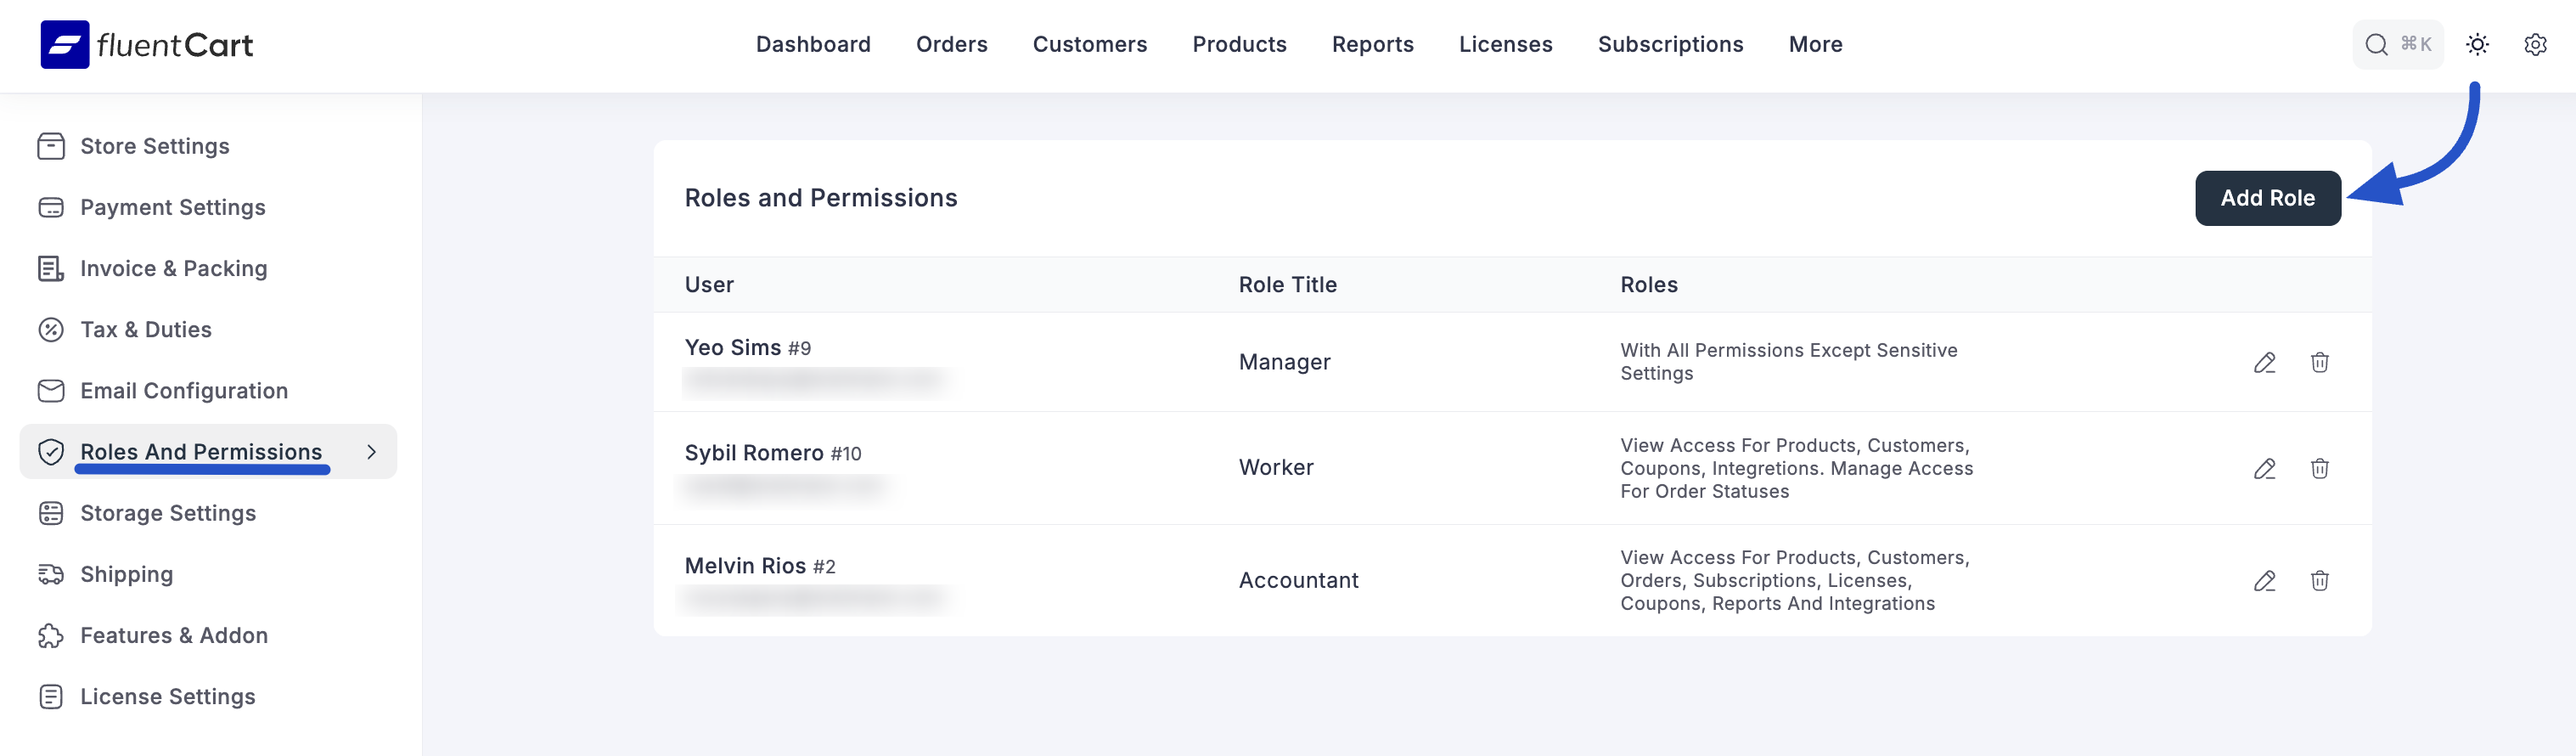 fluentCart
Dashboard
Orders
Customers
Products
Reports
Licenses
Subscriptions
More
⌘K
Store Settings
Payment Settings
Invoice & Packing
Tax & Duties
Email Configuration
Roles And Permissions
Storage Settings
Shipping
Features & Addon
License Settings
Roles and Permissions
Add Role
User
Role Title
Roles
Yeo Sims #9
Manager
With All Permissions Except Sensitive
Settings
Sybil Romero #10
Worker
View Access For Products, Customers,
Coupons, Integretions. Manage Access
For Order Statuses
Melvin Rios #2
Accountant
View Access For Products, Customers,
Orders, Subscriptions, Licenses,
Coupons, Reports And Integrations